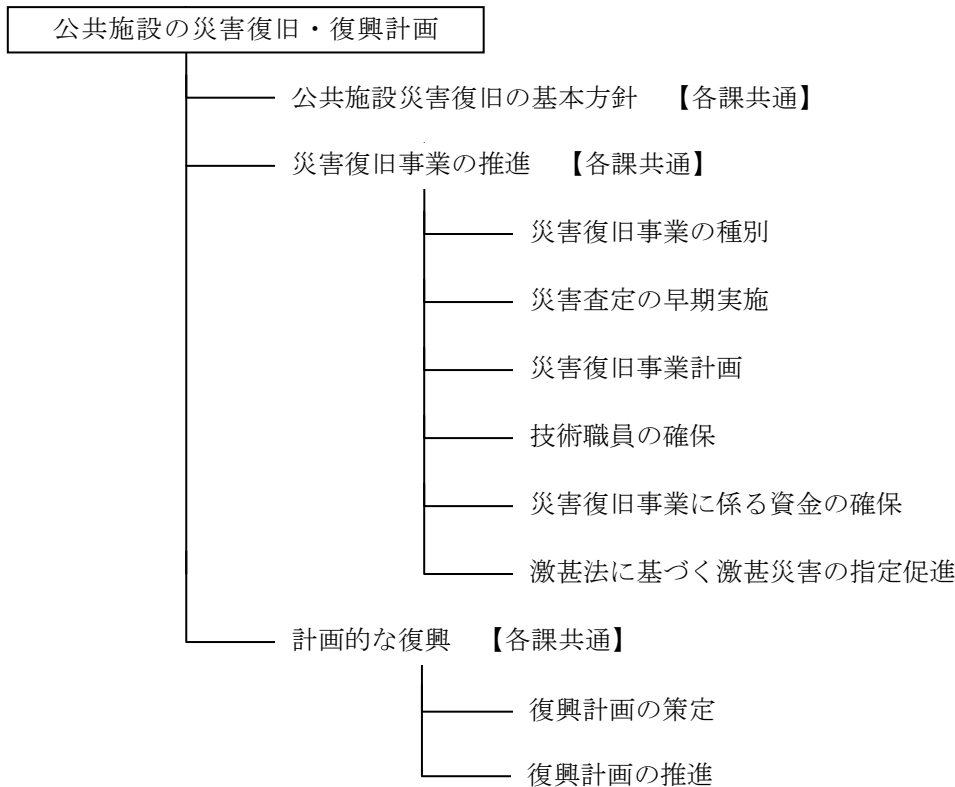 公共施設の災害復旧・復興計画
公共施設災害復旧の基本方針　【各課共通】
災害復旧事業の推進　【各課共通】
災害復旧事業の種別
災害査定の早期実施
災害復旧事業計画
技術職員の確保
災害復旧事業に係る資金の確保
激甚法に基づく激甚災害の指定促進
計画的な復興　【各課共通】
復興計画の策定
復興計画の推進